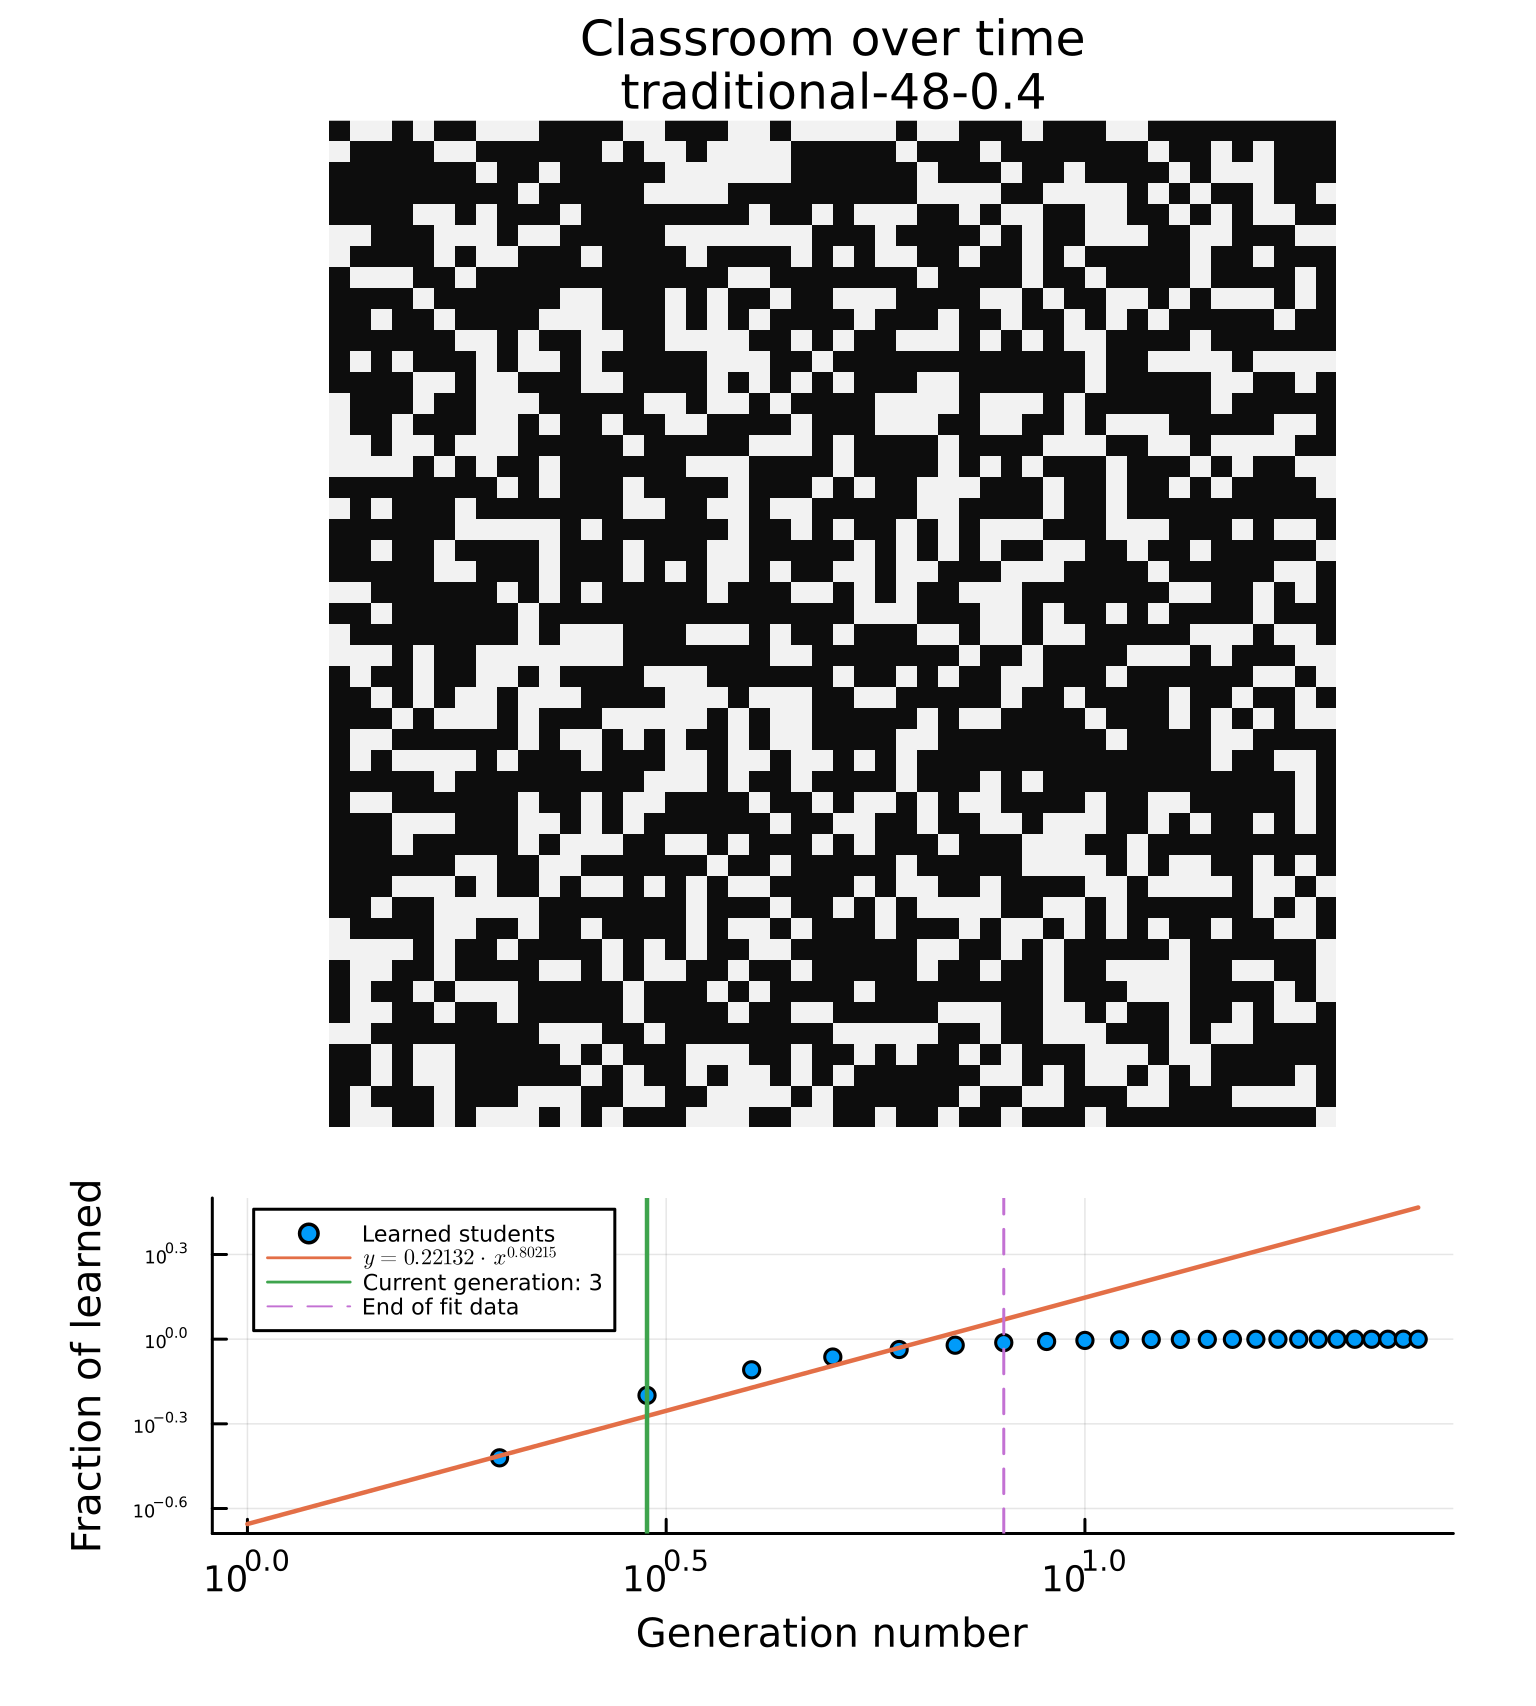 Classroom over time
traditional-48-0.4
Fraction of learned
10^0.3
10^0.0
10^−0.3
10^−0.6
Learned students
y = 0.22132 · x^0.80215
Current generation: 3
End of fit data
10^0.0
10^0.5
10^1.0
Generation number